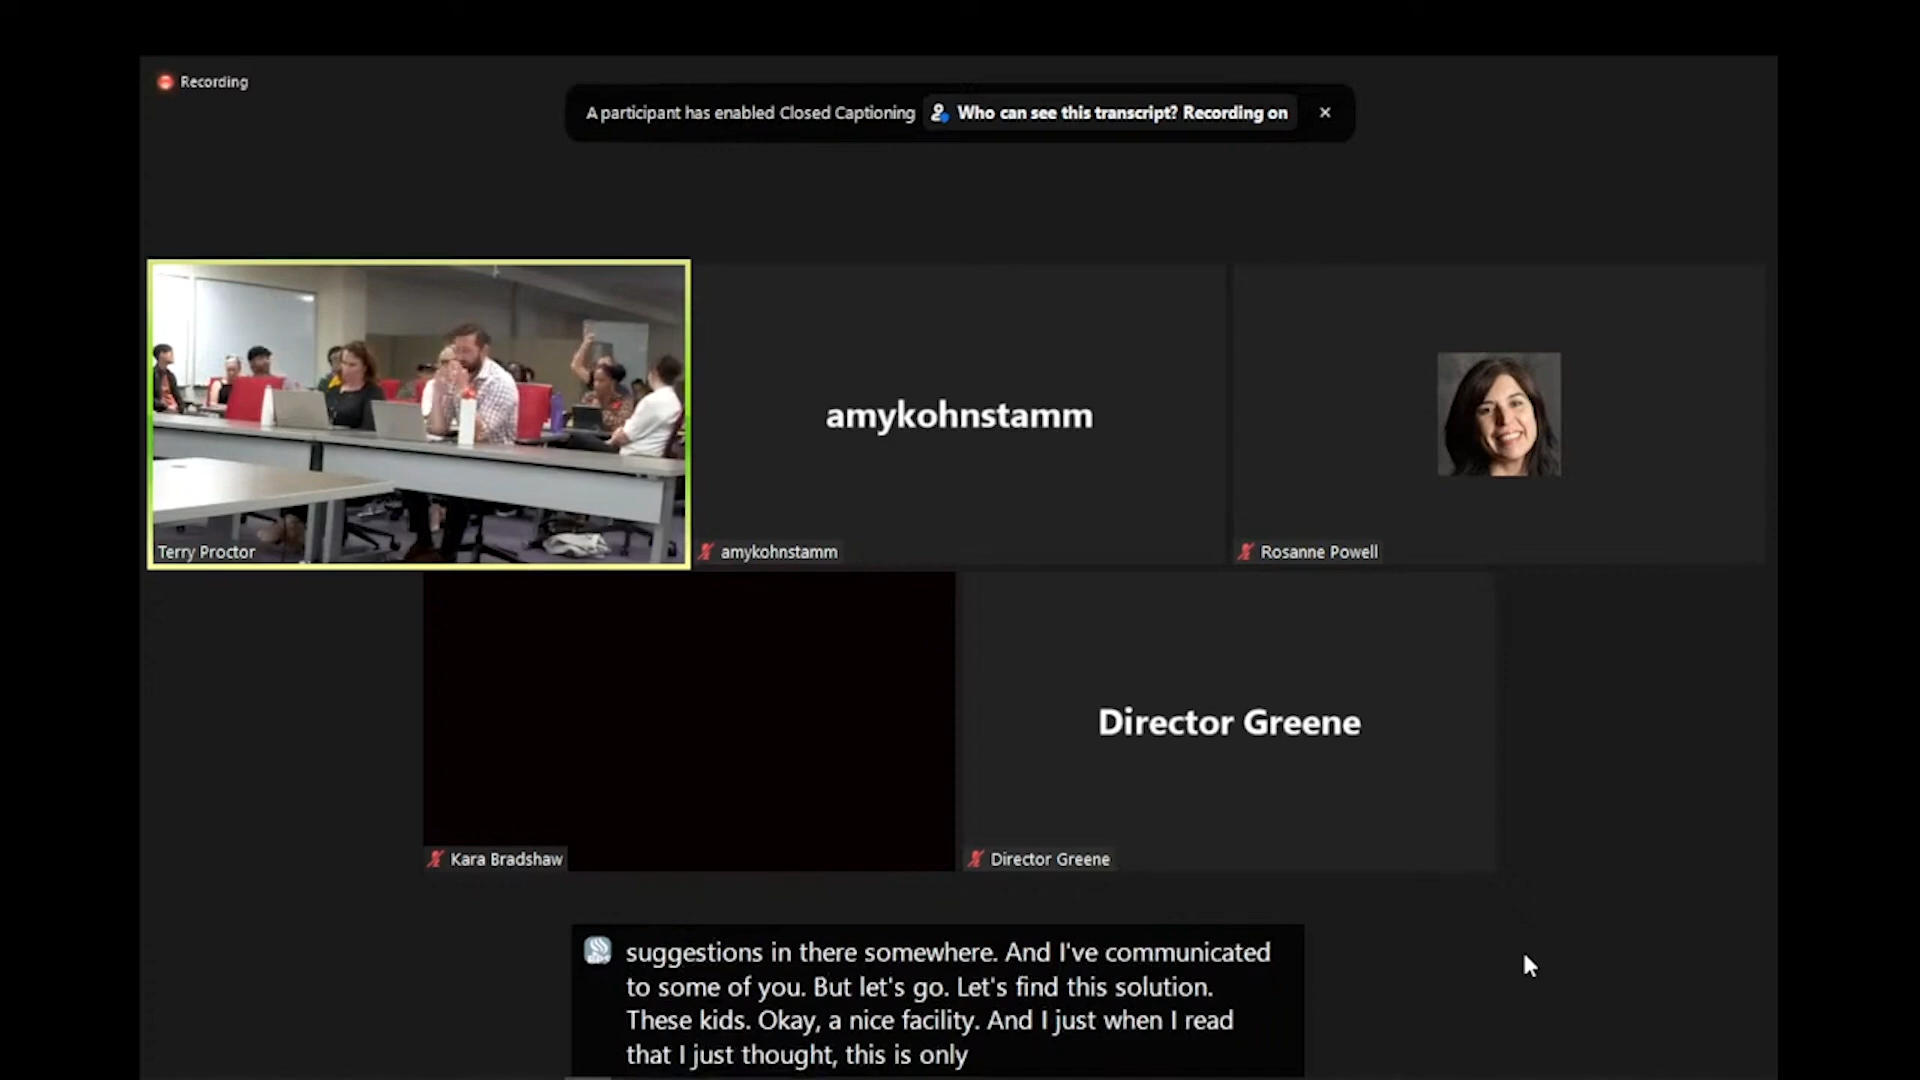 Recording
A participant has enabled Closed Captioning
Who can see this transcript? Recording on
Terry Proctor
amykohnstamm
amykohnstamm
Rosanne Powell
Kara Bradshaw
Director Greene
Director Greene
suggestions in there somewhere. And I've communicated
to some of you. But let's go. Let's find this solution.
These kids. Okay, a nice facility. And I just when I read
that I just thought, this is only